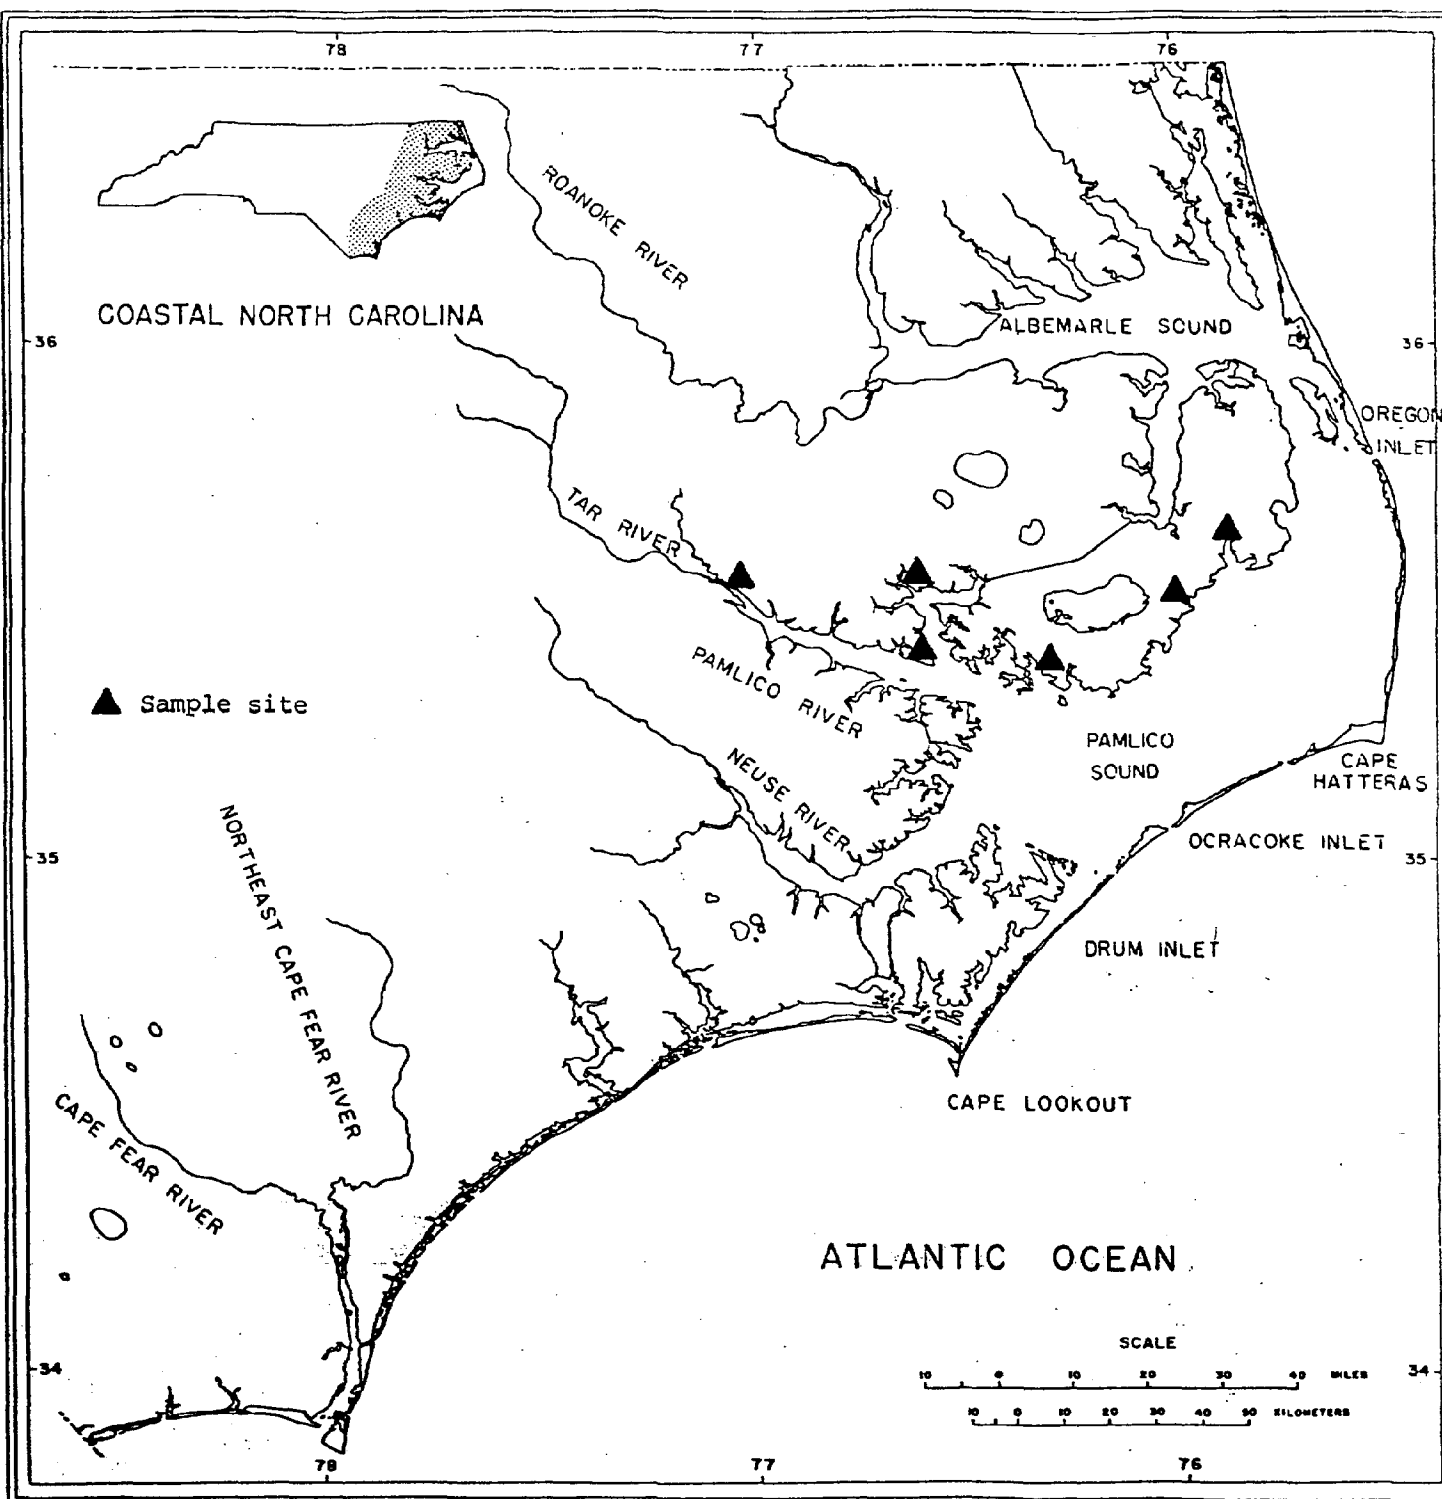 78 77 76
ROANOKE RIVER
COASTAL NORTH CAROLINA
ALBEMARLE SOUND
36 36
OREGON
INLET
TAR RIVER
PAMLICO RIVER
▲ Sample site
NEUSE RIVER
PAMLICO
SOUND
CAPE
HATTERAS
OCRACOKE INLET
35 35
NORTHEAST CAPE FEAR RIVER
DRUM INLET
CAPE LOOKOUT
CAPE FEAR RIVER
ATLANTIC OCEAN
SCALE
34 34
10 0 10 20 30 40 MILES
10 0 10 20 30 40 50 KILOMETERS
78 77 76